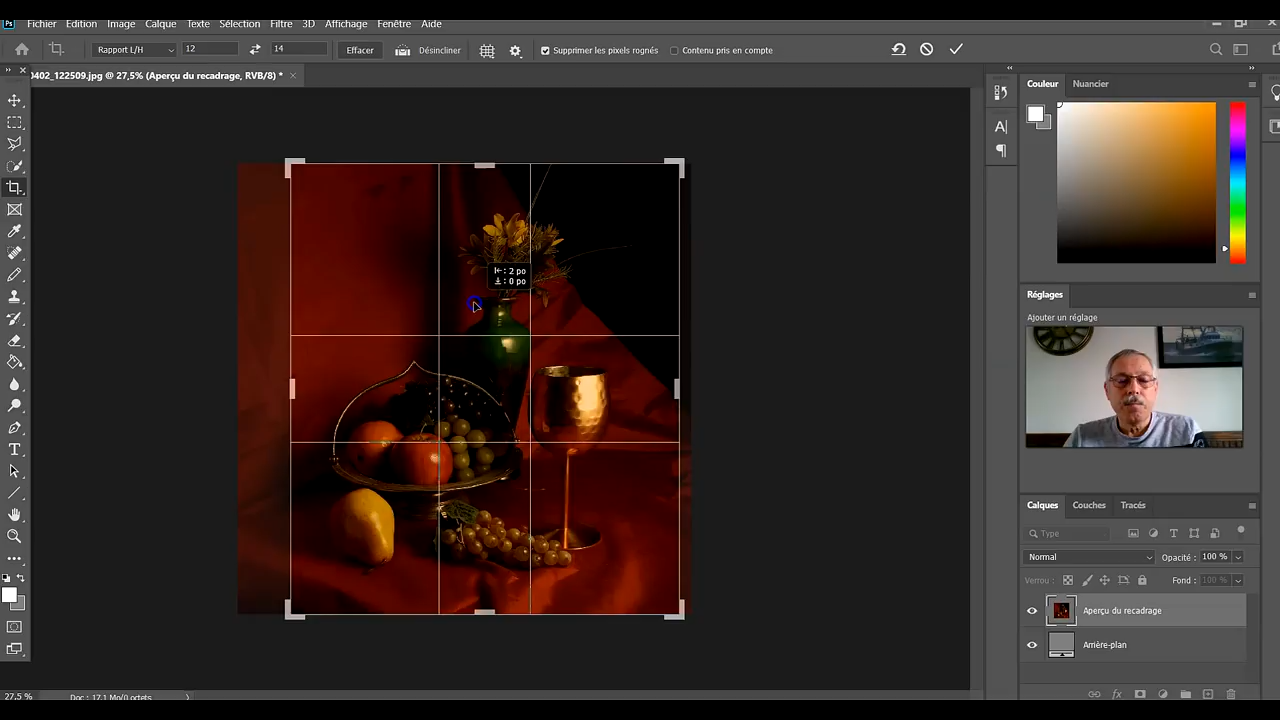 Ps Fichier Edition Image Calque Texte Sélection Filtre 3D Affichage Fenêtre Aide
Rapport L/H 12 14 Effacer Désincliner Supprimer les pixels rognés Contenu pris en compte
0402_122509.jpg @ 27,5% (Aperçu du recadrage, RVB/8) *
Couleur Nuancier
: 2 po
: 0 po
Réglages
Ajouter un réglage
Calques Couches Tracés
Type
Normal Opacité : 100 %
Verrou : Fond : 100 %
Aperçu du recadrage
Arrière-plan
27,5 % Doc : 17,1 Mo/0 octets